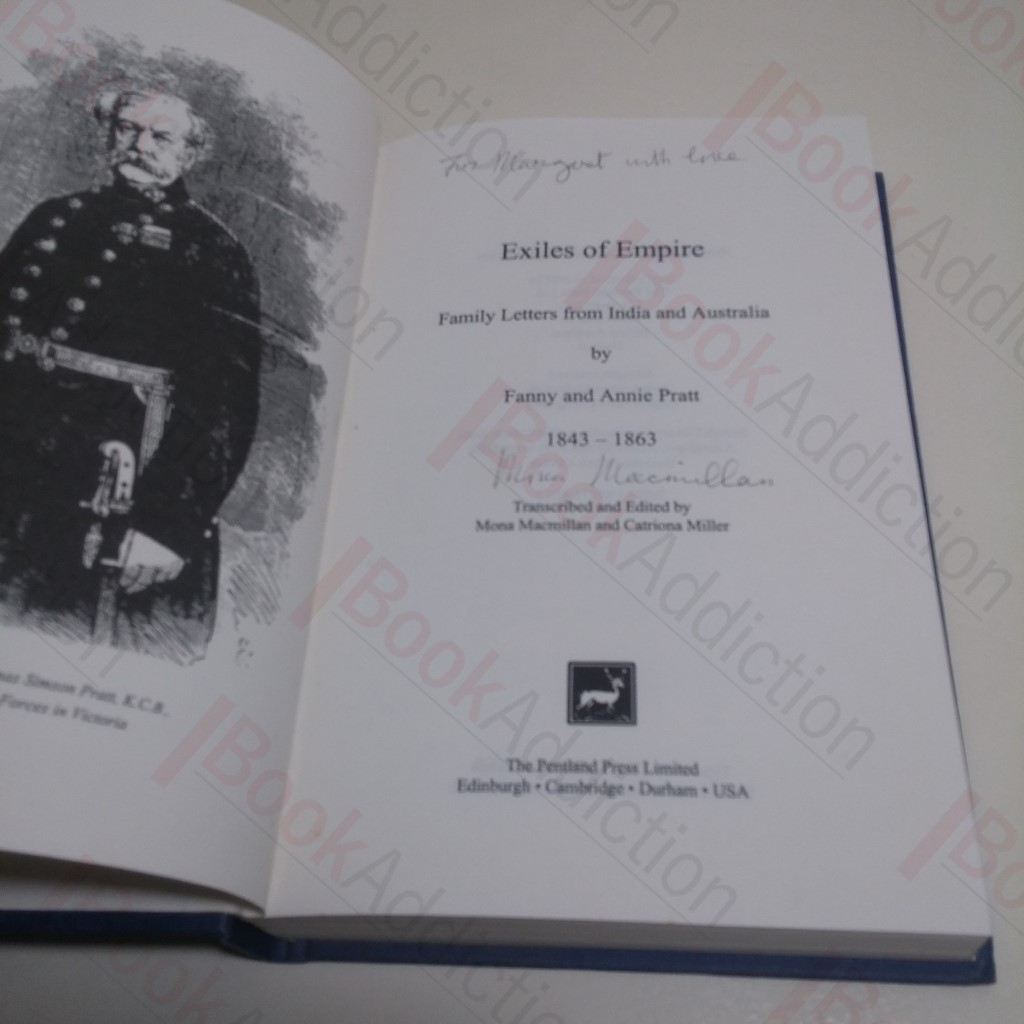 For Margaret with love
Exiles of Empire
Family Letters from India and Australia
by
Fanny and Annie Pratt
1843 – 1863
Mona Macmillan
Transcribed and Edited by
Mona Macmillan and Catriona Miller
The Pentland Press Limited
Edinburgh • Cambridge • Durham • USA
mas Simson Pratt, K.C.B.,
Forces in Victoria
IBookAddiction